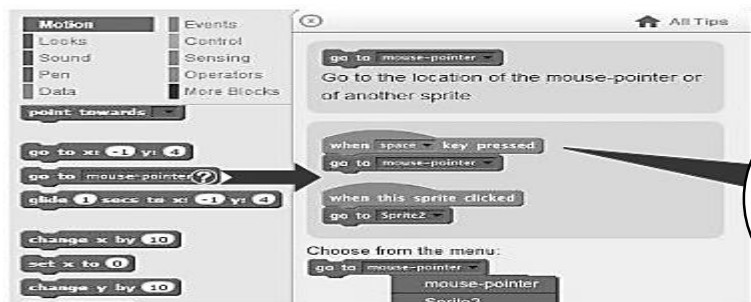 Motion
Looks
Sound
Pen
Data
Events
Control
Sensing
Operators
More Blocks
point towards
go to x: -1 y: 4
go to mouse-pointer ?
glide 1 secs to x: -1 y: 4
change x by 10
set x to 0
change y by 10
All Tips
go to mouse-pointer
Go to the location of the mouse-pointer or
of another sprite
when space key pressed
go to mouse-pointer
when this sprite clicked
go to Sprite2
Choose from the menu:
go to mouse-pointer
mouse-pointer
Sprite2